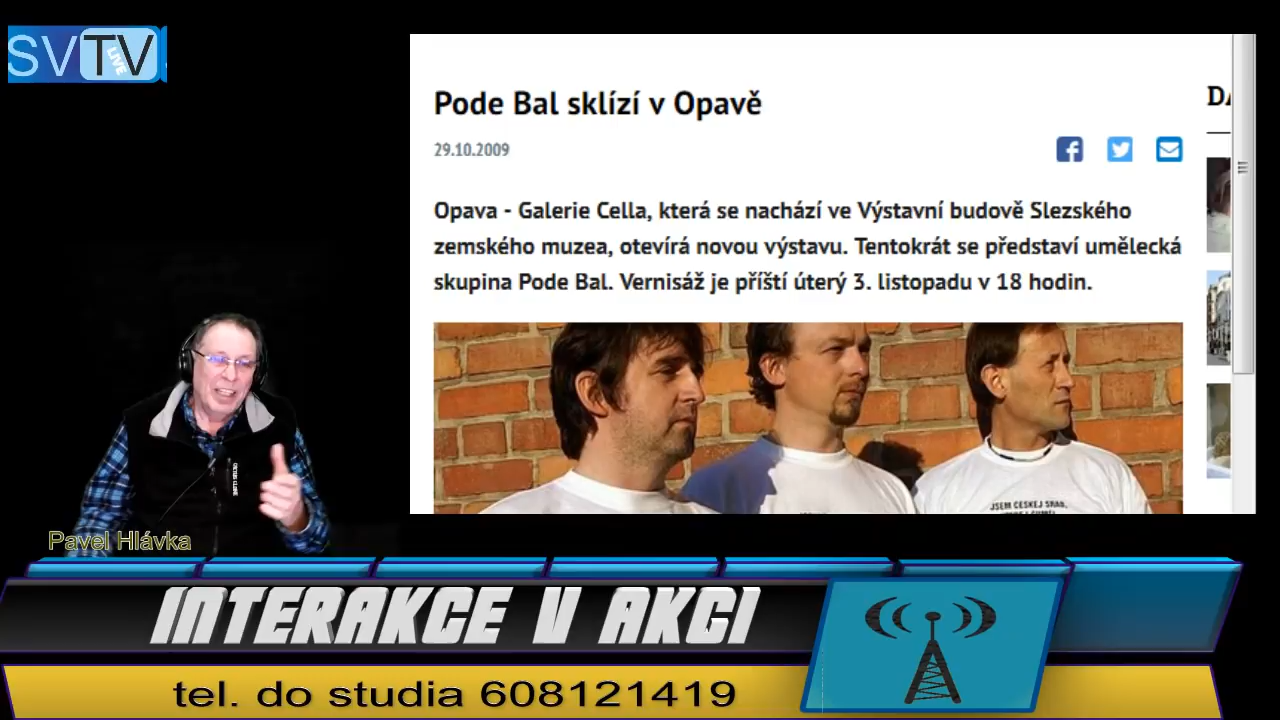 SVTV
LIVE
Pode Bal sklízí v Opavě
29.10.2009
Opava - Galerie Cella, která se nachází ve Výstavní budově Slezského
zemského muzea, otevírá novou výstavu. Tentokrát se představí umělecká
skupina Pode Bal. Vernisáž je příští úterý 3. listopadu v 18 hodin.
JSEM ČESKEJ SRAB,
Pavel Hlávka
INTERAKCE V AKCI
tel. do studia 608121419